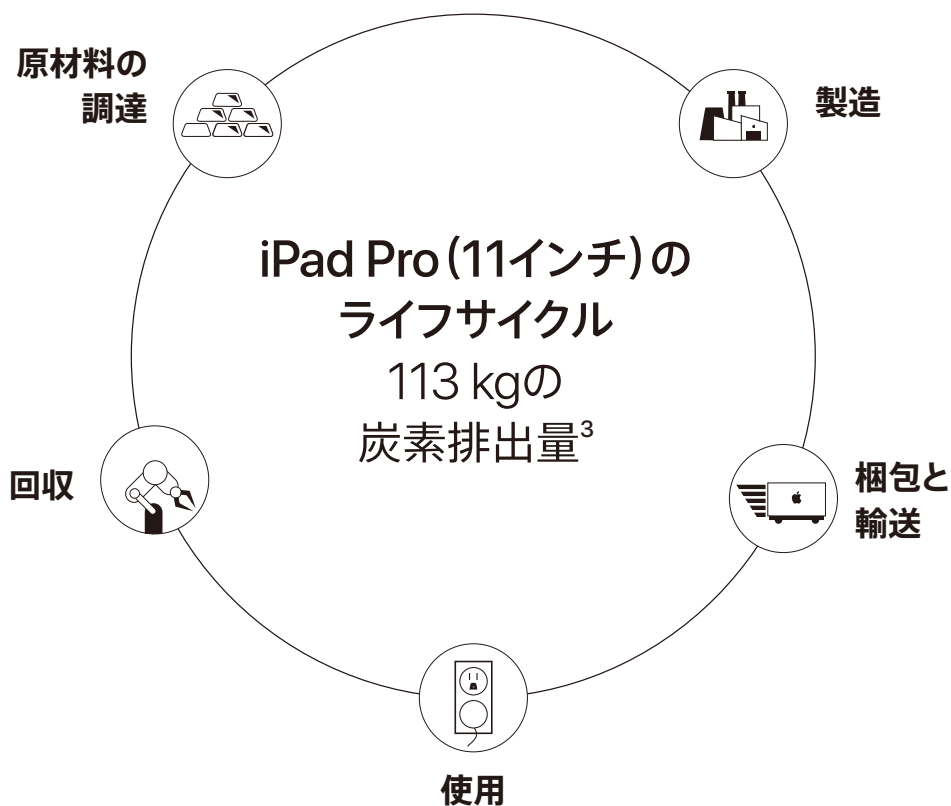 原材料の
調達
製造
iPad Pro（11インチ）の
ライフサイクル
113 kgの
炭素排出量³
回収
梱包と
輸送
使用